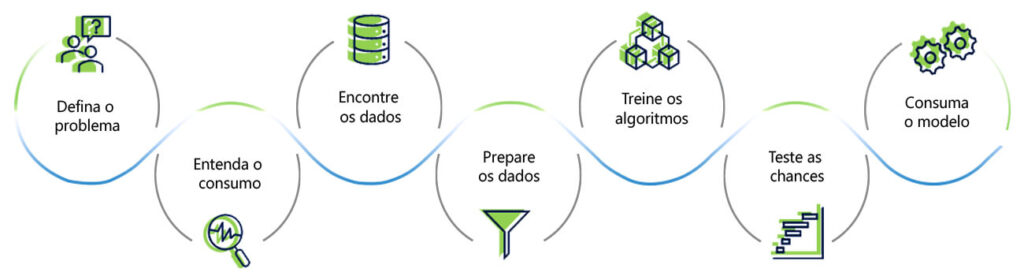 Defina o
problema
Entenda o
consumo
Encontre
os dados
Prepare
os dados
Treine os
algoritmos
Teste as
chances
Consuma
o modelo